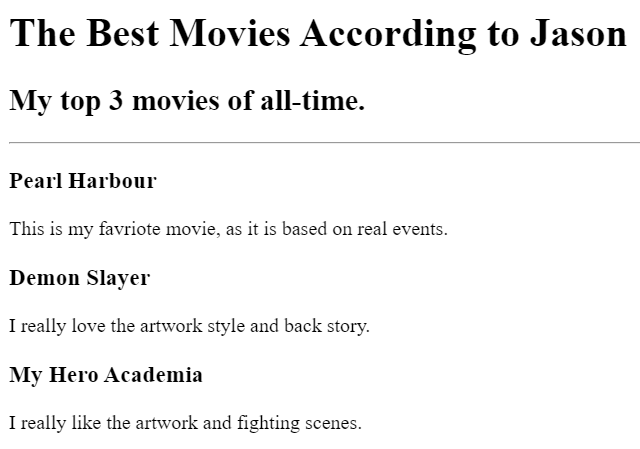 The Best Movies According to Jason
My top 3 movies of all-time.
Pearl Harbour
This is my favriote movie, as it is based on real events.
Demon Slayer
I really love the artwork style and back story.
My Hero Academia
I really like the artwork and fighting scenes.